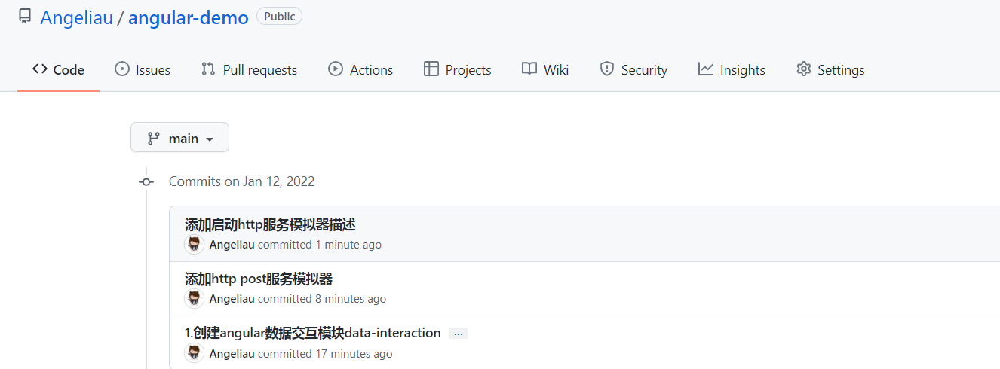 Angeliau / angular-demo Public
Code Issues Pull requests Actions Projects Wiki Security Insights Settings
main
Commits on Jan 12, 2022
添加启动http服务模拟器描述
Angeliau committed 1 minute ago
添加http post服务模拟器
Angeliau committed 8 minutes ago
1.创建angular数据交互模块data-interaction ...
Angeliau committed 17 minutes ago